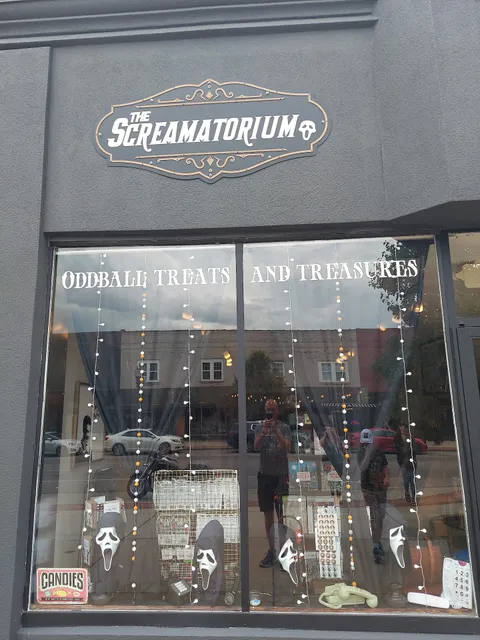 THE
SCREAMATORIUM
ODDBALL TREATS AND TREASURES
CANDIES